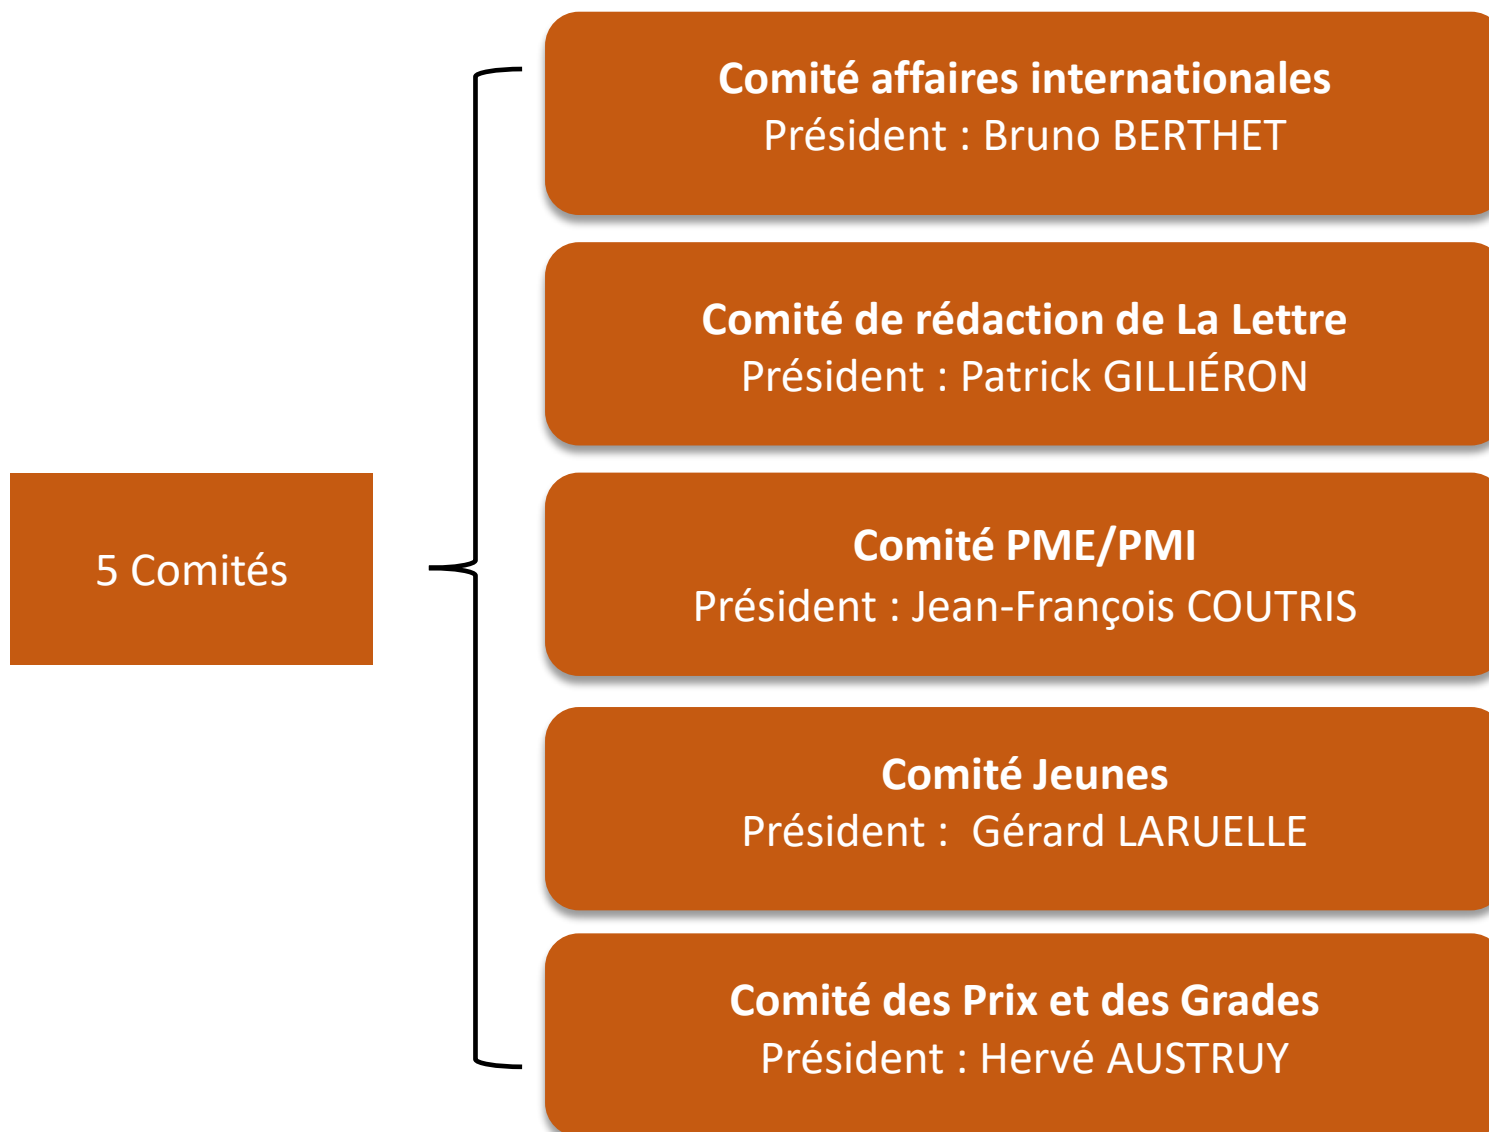 Comité affaires internationales
Président : Bruno BERTHET
Comité de rédaction de La Lettre
Président : Patrick GILLIÉRON
5 Comités
Comité PME/PMI
Président : Jean-François COUTRIS
Comité Jeunes
Président :  Gérard LARUELLE
Comité des Prix et des Grades
Président : Hervé AUSTRUY